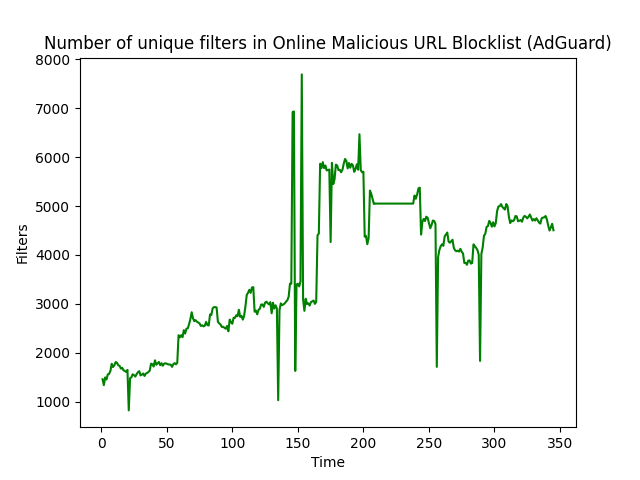 Number of unique filters in Online Malicious URL Blocklist (AdGuard)
8000
7000
6000
5000
4000
3000
2000
1000
Filters
0 50 100 150 200 250 300 350
Time